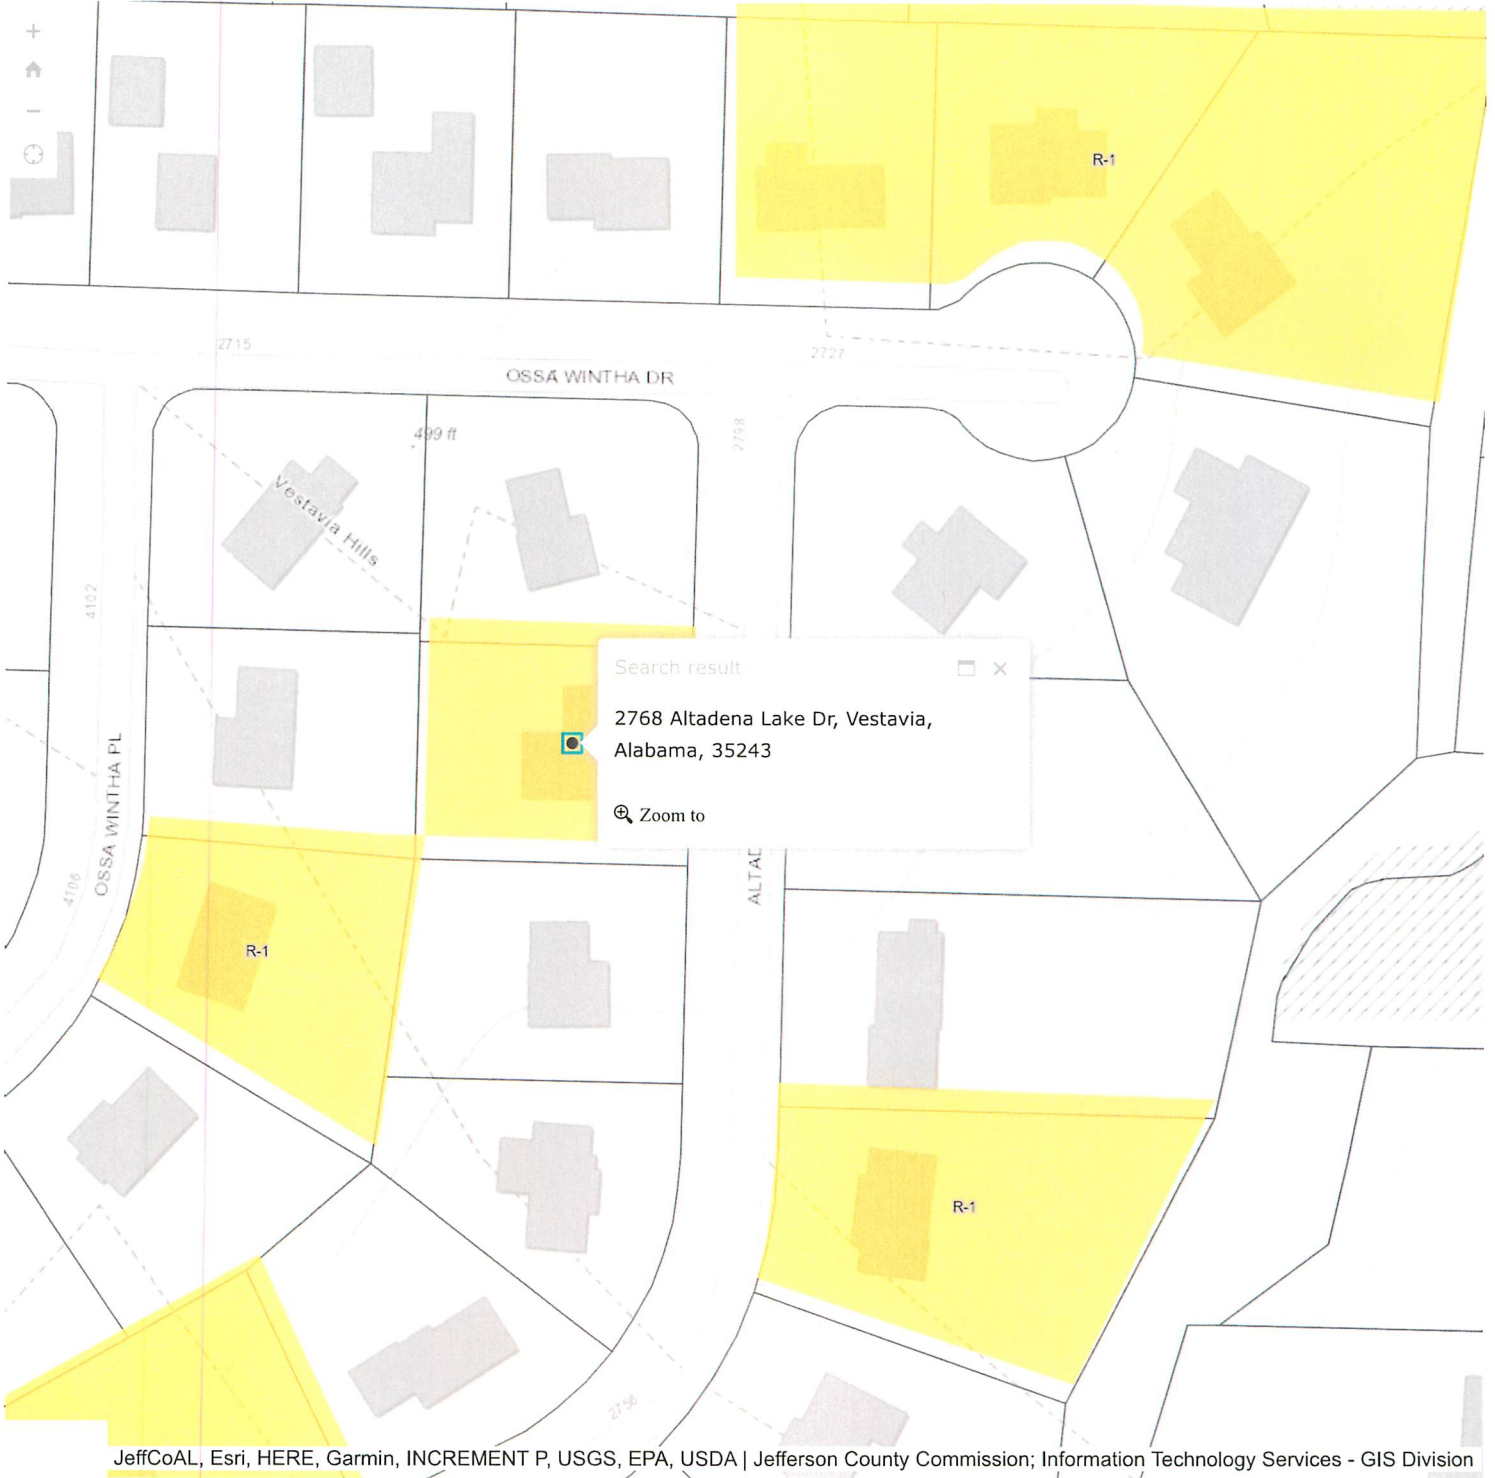 R-1
2715
2727
OSSA WINTHA DR
499 ft
2798
Vestavia Hills
4102
Search result
2768 Altadena Lake Dr, Vestavia,
Alabama, 35243
Zoom to
OSSA WINTHA PL
4106
ALTAD
R-1
R-1
2756
JeffCoAL, Esri, HERE, Garmin, INCREMENT P, USGS, EPA, USDA | Jefferson County Commission; Information Technology Services - GIS Division